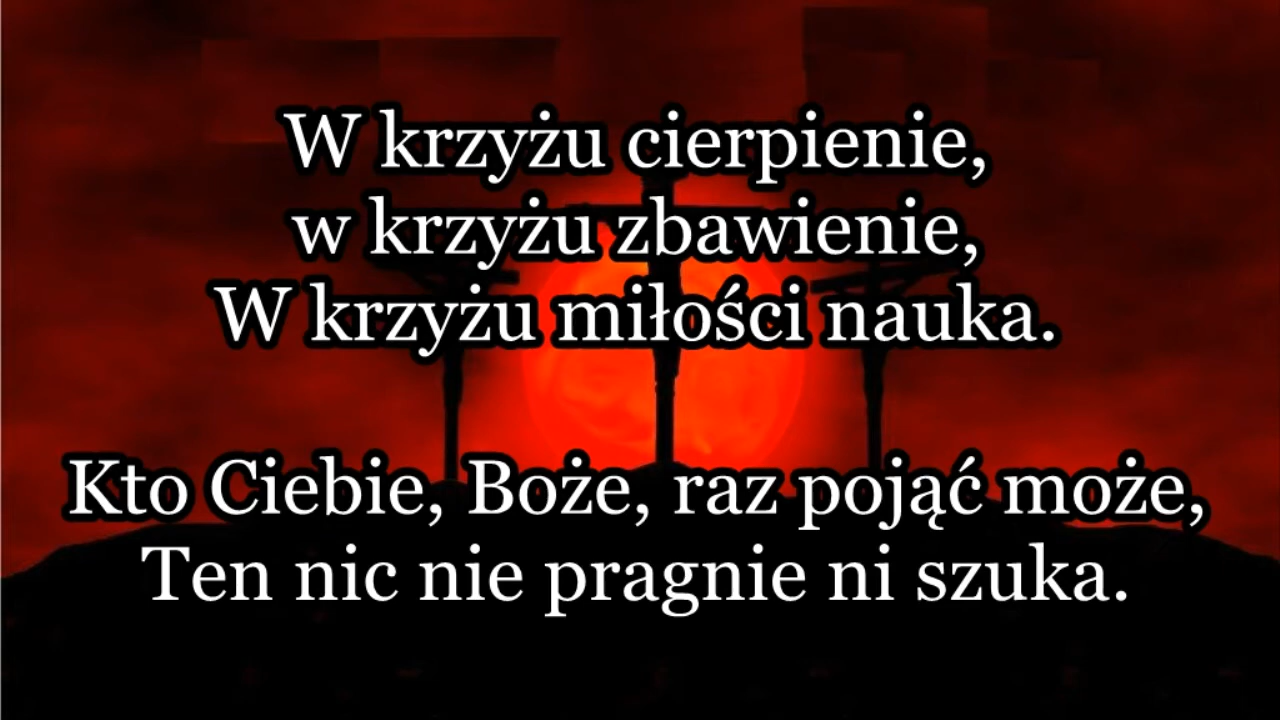 W krzyżu cierpienie,
w krzyżu zbawienie,
W krzyżu miłości nauka.
Kto Ciebie, Boże, raz pojąć może,
Ten nic nie pragnie ni szuka.